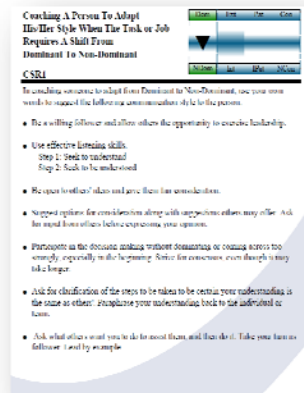 Coaching A Person To Adapt
His/Her Style When The Task or Job
Requires A Shift From
Dominant To Non-Dominant
CSR1
In coaching someone to adapt from Dominant to Non-Dominant, use your own
words to suggest the following communication style to the person.
• Be a willing follower and allow others the opportunity to exercise leadership.
• Use effective listening skills.
Step 1: Seek to understand
Step 2: Seek to be understood
• Be open to others' ideas and give them fair consideration.
• Suggest options for consideration along with suggestions others may offer. Ask
for input from others before expressing your opinion.
• Participate in the decision making without dominating or coming across too
strongly, especially in the beginning. Strive for consensus, even though it may
take longer.
• Ask for clarification of the steps to be taken to be certain your understanding is
the same as others'. Paraphrase your understanding back to the individual or
team.
• Ask what others want you to do to assist them, and then do it. Take your turn as
follower. Lead by example.